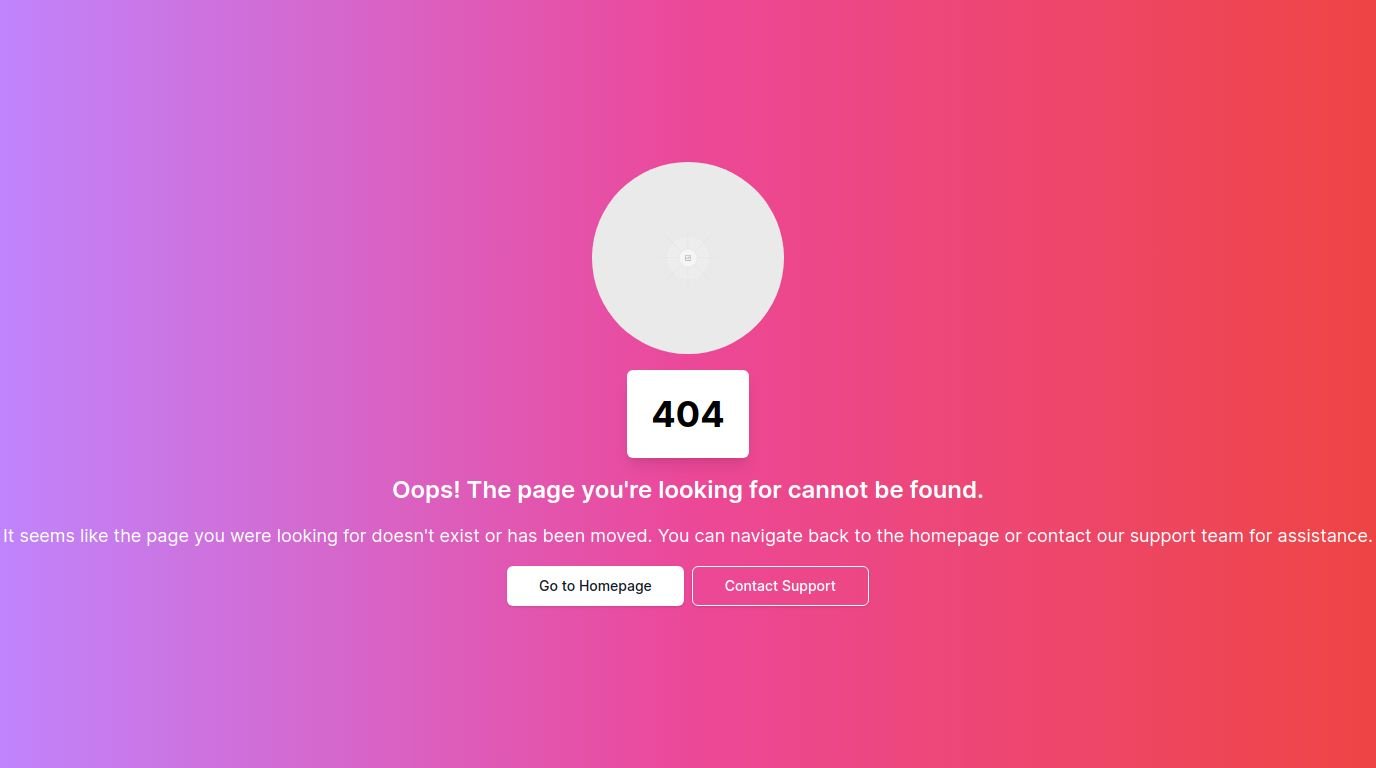 404
Oops! The page you're looking for cannot be found.
It seems like the page you were looking for doesn't exist or has been moved. You can navigate back to the homepage or contact our support team for assistance.
Go to Homepage
Contact Support